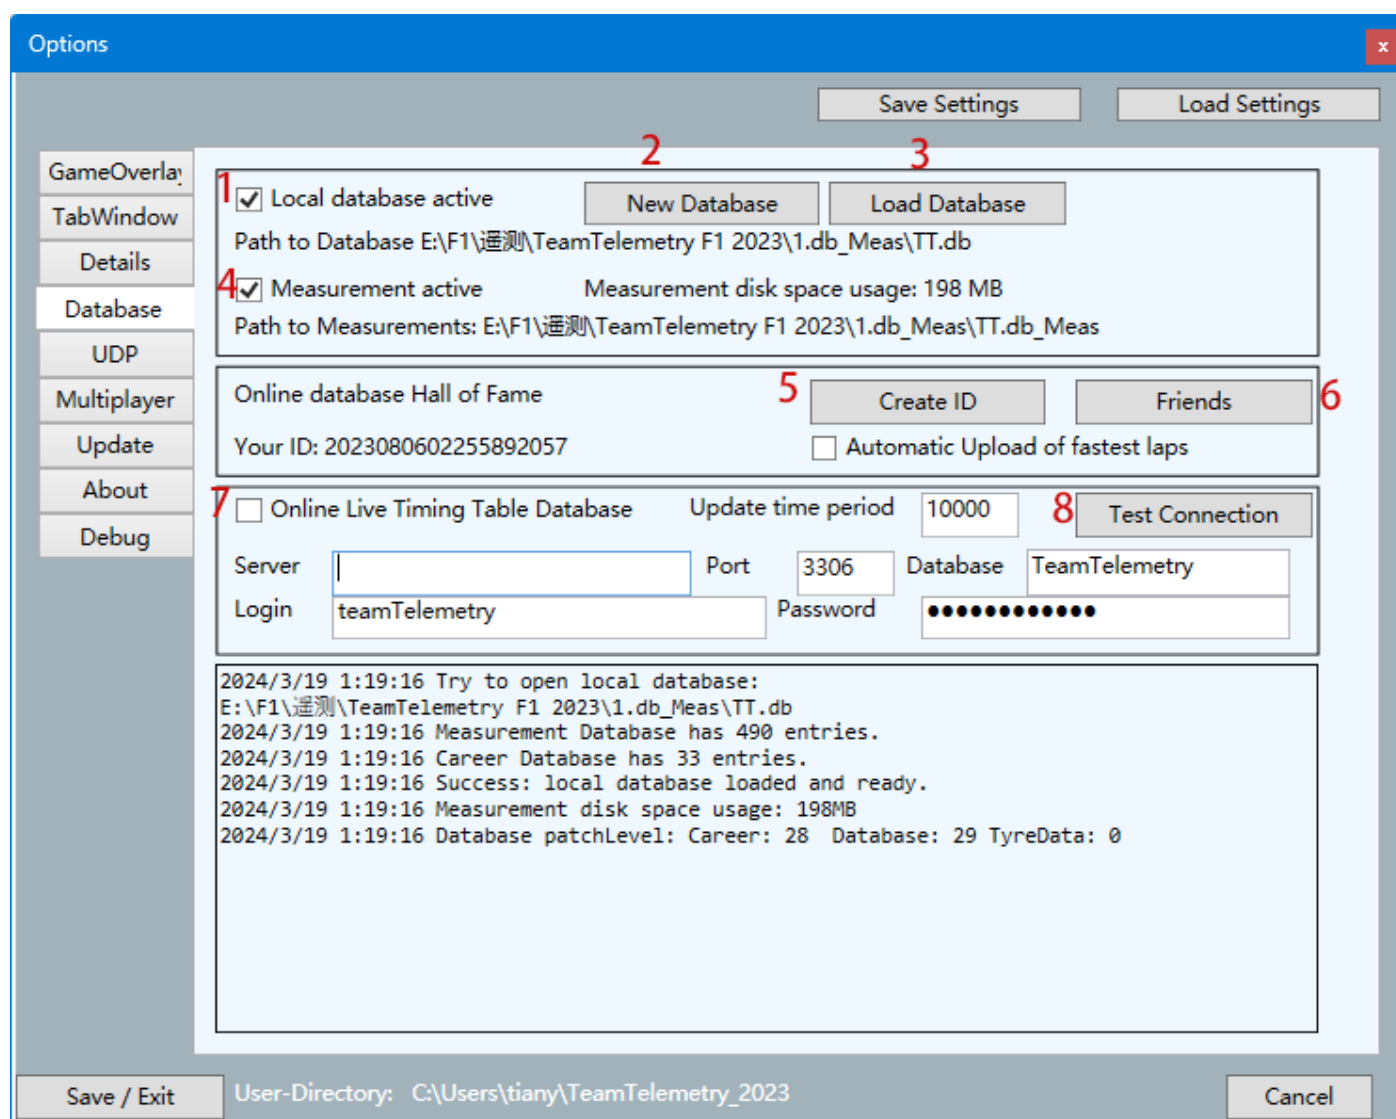 Options
x
Save Settings
Load Settings
GameOverlay
TabWindow
Details
Database
UDP
Multiplayer
Update
About
Debug
2
3
1
Local database active
New Database
Load Database
Path to Database E:\F1\遥测\TeamTelemetry F1 2023\1.db_Meas\TT.db
4
Measurement active
Measurement disk space usage: 198 MB
Path to Measurements: E:\F1\遥测\TeamTelemetry F1 2023\1.db_Meas\TT.db_Meas
Online database Hall of Fame
5
Create ID
Friends
6
Your ID: 2023080602255892057
Automatic Upload of fastest laps
7
Online Live Timing Table Database
Update time period
10000
8
Test Connection
Server
Port
3306
Database
TeamTelemetry
Login
teamTelemetry
Password
●●●●●●●●●●●●
2024/3/19 1:19:16 Try to open local database:
E:\F1\遥测\TeamTelemetry F1 2023\1.db_Meas\TT.db
2024/3/19 1:19:16 Measurement Database has 490 entries.
2024/3/19 1:19:16 Career Database has 33 entries.
2024/3/19 1:19:16 Success: local database loaded and ready.
2024/3/19 1:19:16 Measurement disk space usage: 198MB
2024/3/19 1:19:16 Database patchLevel: Career: 28  Database: 29 TyreData: 0
Save / Exit
User-Directory:   C:\Users\tiany\TeamTelemetry_2023
Cancel